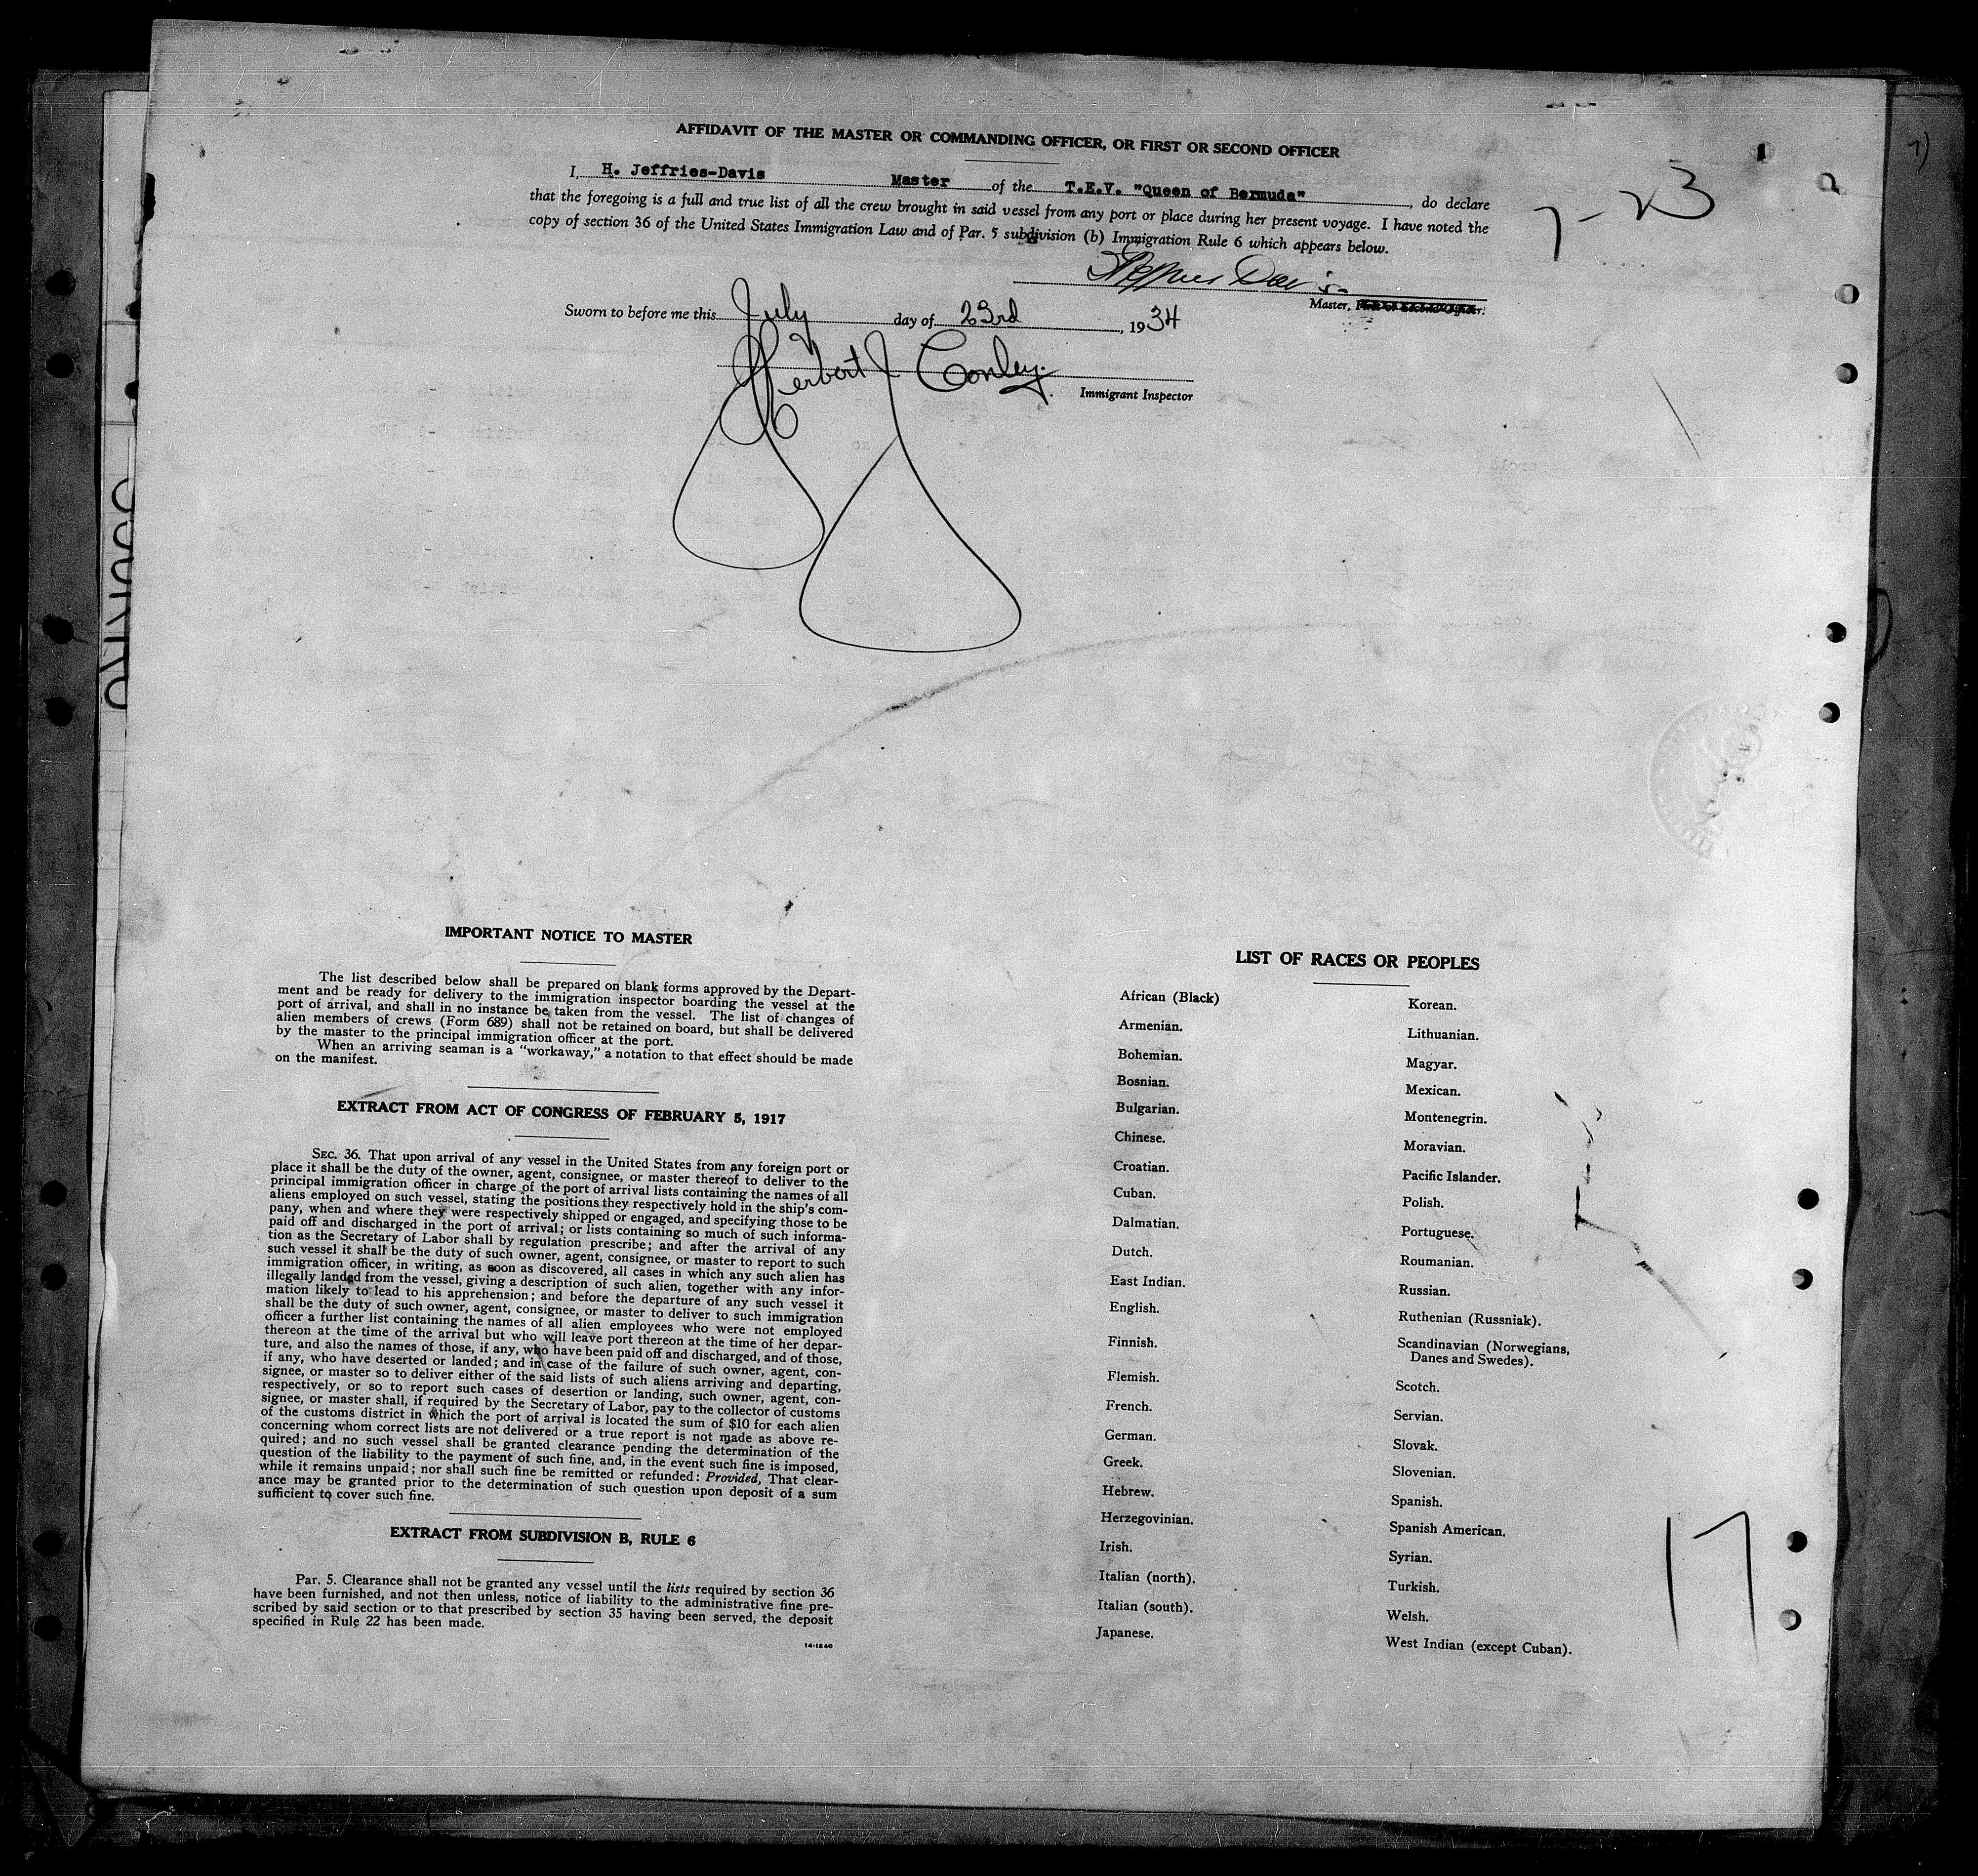 AFFIDAVIT OF THE MASTER OR COMMANDING OFFICER, OR FIRST OR SECOND OFFICER
I, H. Jeffries-Davis Master of the T.E.V. "Queen of Bermuda", do declare
that the foregoing is a full and true list of all the crew brought in said vessel from any port or place during her present voyage. I have noted the
copy of section 36 of the United States Immigration Law and of Par. 5 subdivision (b) Immigration Rule 6 which appears below.
7-23
Jeffries Davis
Master, First or Second Officer.
Sworn to before me this July day of 23rd, 1934
Herbert J Conley.
Immigrant Inspector
IMPORTANT NOTICE TO MASTER
The list described below shall be prepared on blank forms approved by the Depart-
ment and be ready for delivery to the immigration inspector boarding the vessel at the
port of arrival, and shall in no instance be taken from the vessel. The list of changes of
alien members of crews (Form 689) shall not be retained on board, but shall be delivered
by the master to the principal immigration officer at the port.
When an arriving seaman is a "workaway," a notation to that effect should be made
on the manifest.
EXTRACT FROM ACT OF CONGRESS OF FEBRUARY 5, 1917
SEC. 36. That upon arrival of any vessel in the United States from any foreign port or
place it shall be the duty of the owner, agent, consignee, or master thereof to deliver to the
principal immigration officer in charge of the port of arrival lists containing the names of all
aliens employed on such vessel, stating the positions they respectively hold in the ship's com-
pany, when and where they were respectively shipped or engaged, and specifying those to be
paid off and discharged in the port of arrival; or lists containing so much of such informa-
tion as the Secretary of Labor shall by regulation prescribe; and after the arrival of any
such vessel it shall be the duty of such owner, agent, consignee, or master to report to such
immigration officer, in writing, as soon as discovered, all cases in which any such alien has
illegally landed from the vessel, giving a description of such alien, together with any infor-
mation likely to lead to his apprehension; and before the departure of any such vessel it
shall be the duty of such owner, agent, consignee, or master to deliver to such immigration
officer a further list containing the names of all alien employees who were not employed
thereon at the time of the arrival but who will leave port thereon at the time of her depar-
ture, and also the names of those, if any, who have been paid off and discharged, and of those,
if any, who have deserted or landed; and in case of the failure of such owner, agent, con-
signee, or master so to deliver either of the said lists of such aliens arriving and departing,
respectively, or so to report such cases of desertion or landing, such owner, agent, con-
signee, or master shall, if required by the Secretary of Labor, pay to the collector of customs
of the customs district in which the port of arrival is located the sum of $10 for each alien
concerning whom correct lists are not delivered or a true report is not made as above re-
quired; and no such vessel shall be granted clearance pending the determination of the
question of the liability to the payment of such fine, and, in the event such fine is imposed,
while it remains unpaid; nor shall such fine be remitted or refunded: Provided, That clear-
ance may be granted prior to the determination of such question upon deposit of a sum
sufficient to cover such fine.
EXTRACT FROM SUBDIVISION B, RULE 6
Par. 5. Clearance shall not be granted any vessel until the lists required by section 36
have been furnished, and not then unless, notice of liability to the administrative fine pre-
scribed by said section or to that prescribed by section 35 having been served, the deposit
specified in Rule 22 has been made.
14-1240
LIST OF RACES OR PEOPLES
African (Black)
Armenian.
Bohemian.
Bosnian.
Bulgarian.
Chinese.
Croatian.
Cuban.
Dalmatian.
Dutch.
East Indian.
English.
Finnish.
Flemish.
French.
German.
Greek.
Hebrew.
Herzegovinian.
Irish.
Italian (north).
Italian (south).
Japanese.
Korean.
Lithuanian.
Magyar.
Mexican.
Montenegrin.
Moravian.
Pacific Islander.
Polish.
Portuguese.
Roumanian.
Russian.
Ruthenian (Russniak).
Scandinavian (Norwegians,
Danes and Swedes).
Scotch.
Servian.
Slovak.
Slovenian.
Spanish.
Spanish American.
Syrian.
Turkish.
Welsh.
West Indian (except Cuban).
17